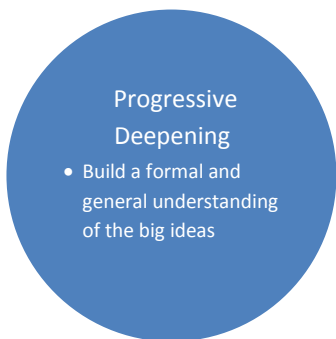 Progressive
Deepening
• Build a formal and
general understanding
of the big ideas